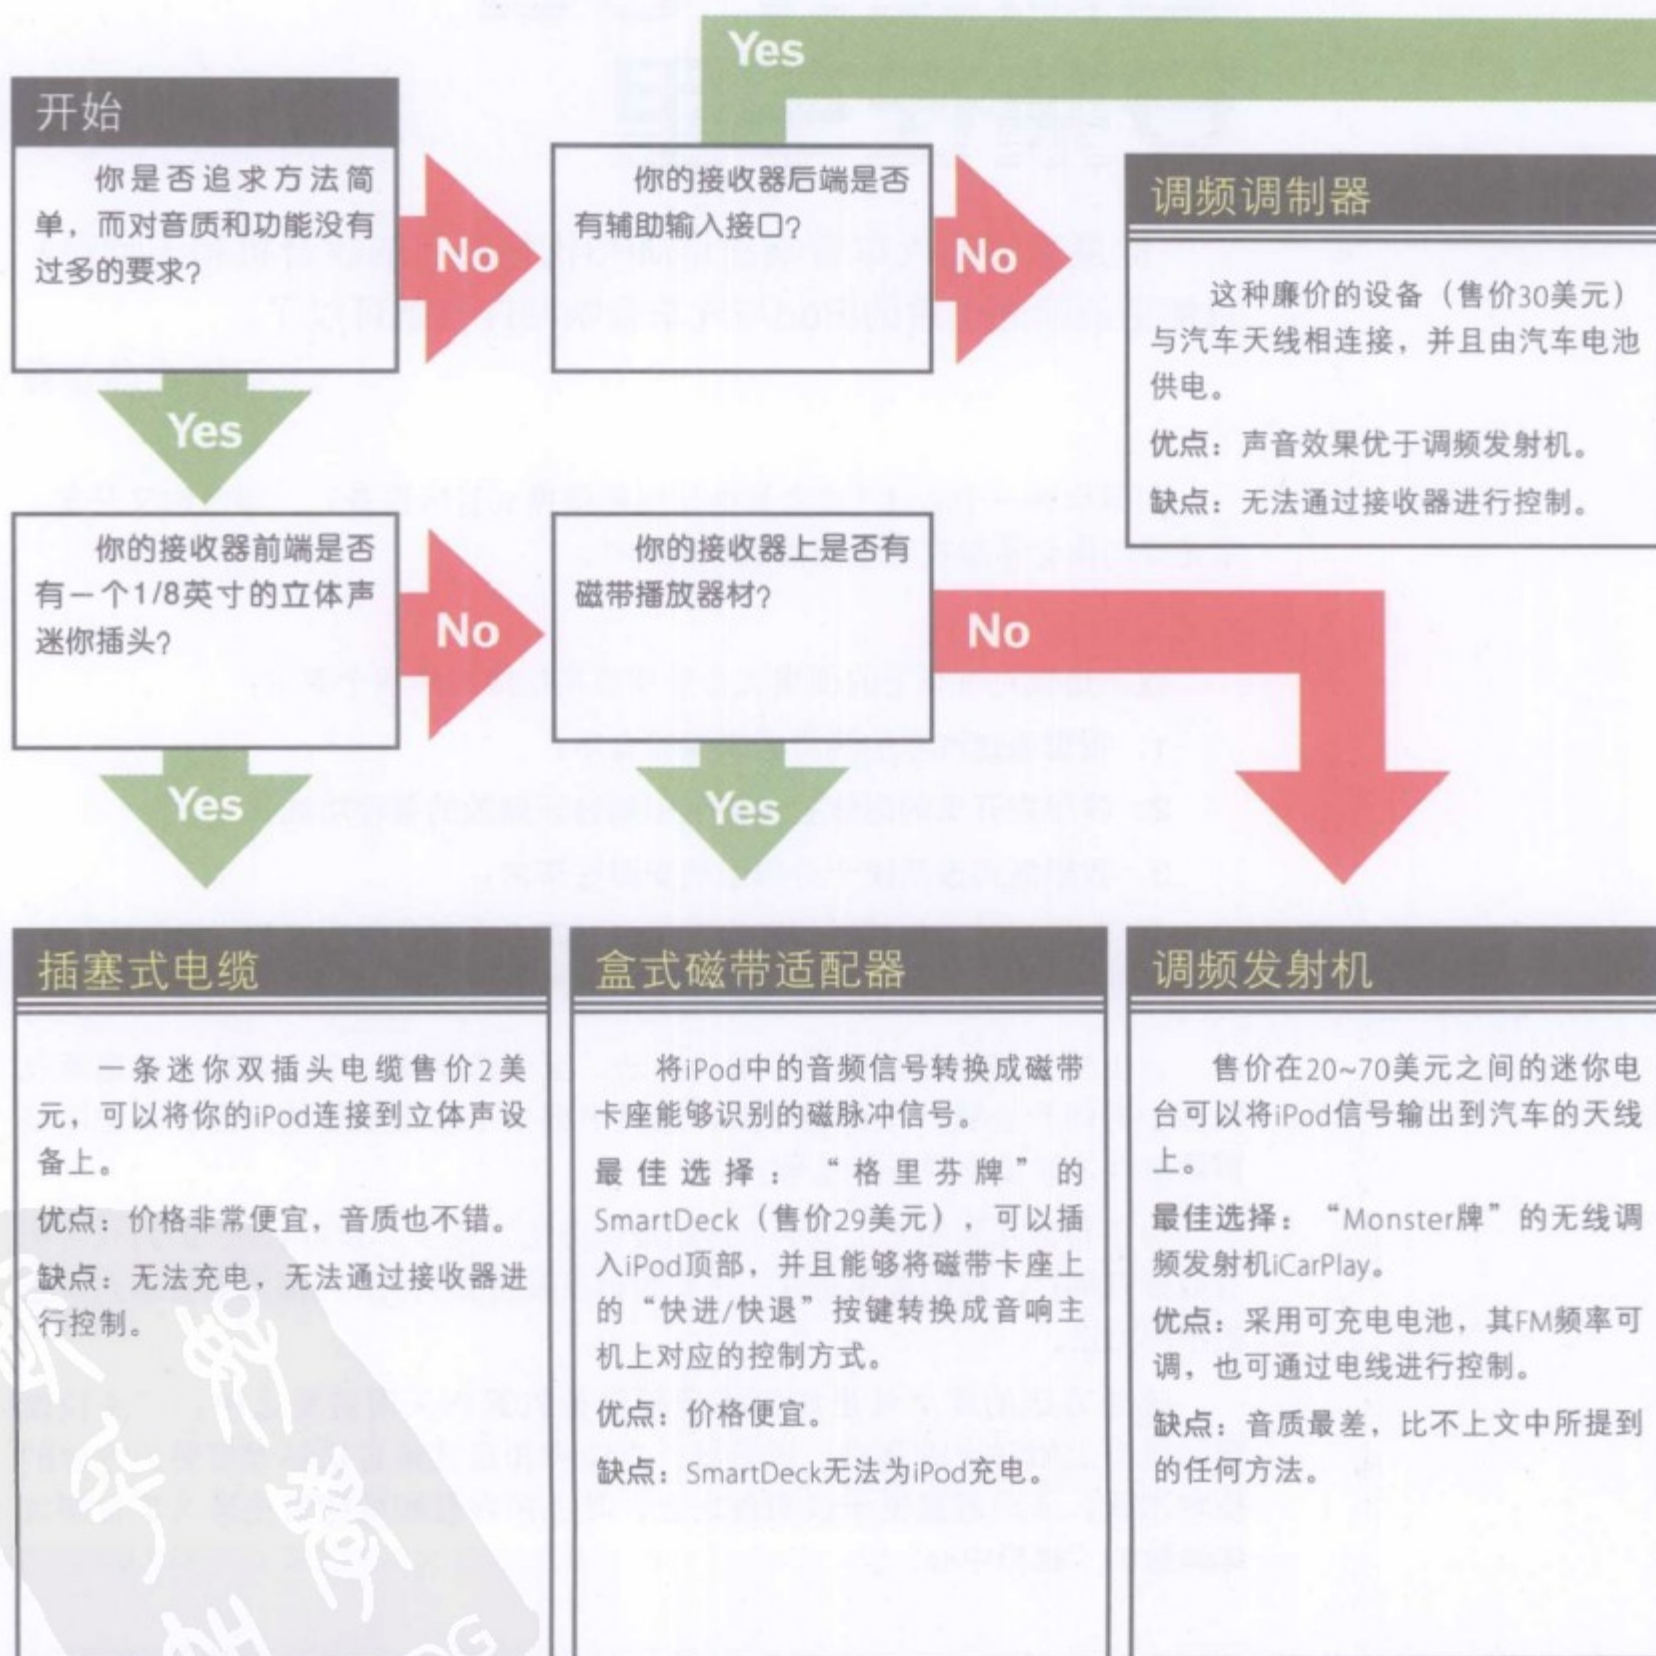 Yes
开始
你是否追求方法简
单，而对音质和功能没有
过多的要求？
No
你的接收器后端是否
有辅助输入接口？
No
调频调制器
这种廉价的设备（售价30美元）
与汽车天线相连接，并且由汽车电池
供电。
优点：声音效果优于调频发射机。
缺点：无法通过接收器进行控制。
Yes
你的接收器前端是否
有一个1/8英寸的立体声
迷你插头？
No
你的接收器上是否有
磁带播放器材？
No
Yes
Yes
插塞式电缆
一条迷你双插头电缆售价2美
元，可以将你的iPod连接到立体声设
备上。
优点：价格非常便宜，音质也不错。
缺点：无法充电，无法通过接收器进
行控制。
盒式磁带适配器
将iPod中的音频信号转换成磁带
卡座能够识别的磁脉冲信号。
最佳选择：“格里芬牌”的
SmartDeck（售价29美元），可以插
入iPod顶部，并且能够将磁带卡座上
的“快进/快退”按键转换成音响主
机上对应的控制方式。
优点：价格便宜。
缺点：SmartDeck无法为iPod充电。
调频发射机
售价在20~70美元之间的迷你电
台可以将iPod信号输出到汽车的天线
上。
最佳选择：“Monster牌”的无线调
频发射机iCarPlay。
优点：采用可充电电池，其FM频率可
调，也可通过电线进行控制。
缺点：音质最差，比不上文中所提到
的任何方法。